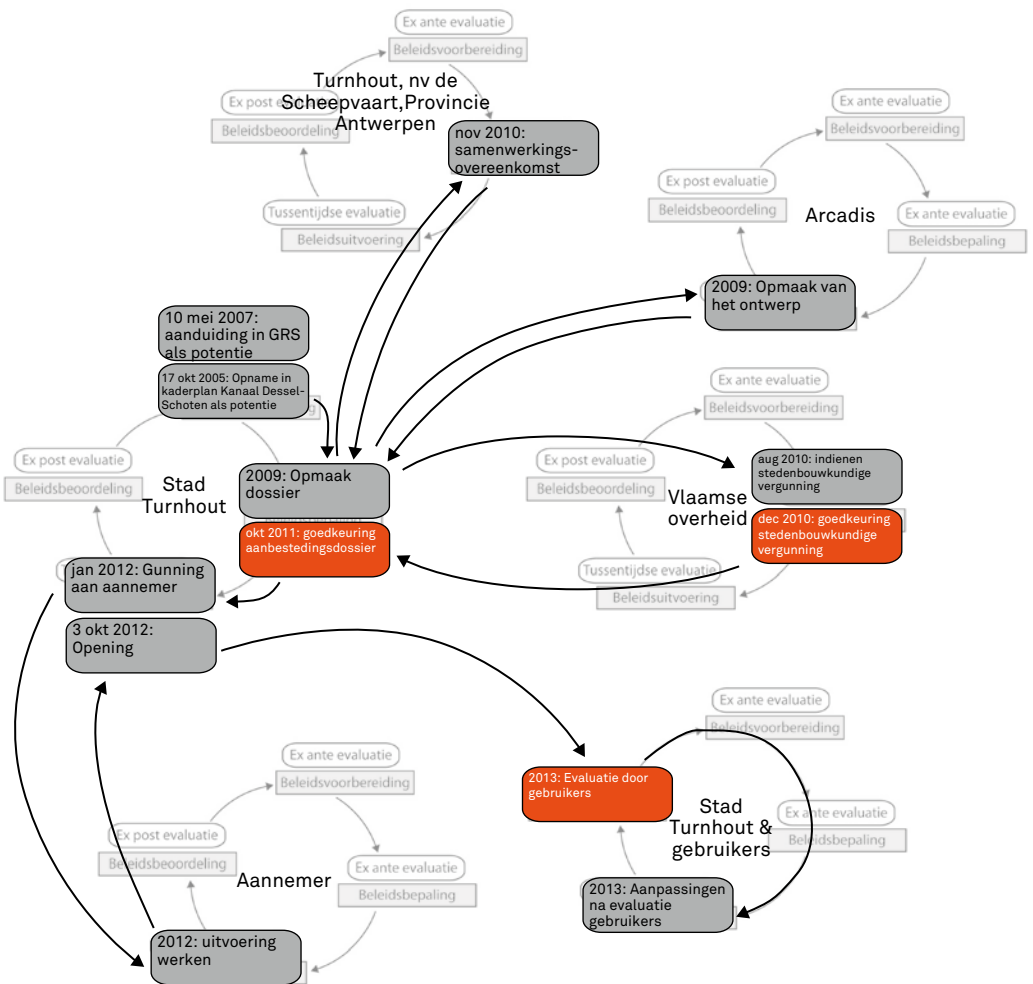 Ex ante evaluatie
Beleidsvoorbereiding
Turnhout, nv de
Scheepvaart,Provincie
Antwerpen
Ex post evaluatie
Beleidsbeoordeling
nov 2010:
samenwerkings-
overeenkomst
Tussentijdse evaluatie
Beleidsuitvoering
Ex ante evaluatie
Beleidsvoorbereiding
Ex post evaluatie
Beleidsbeoordeling
Arcadis
Ex ante evaluatie
Beleidsbepaling
2009: Opmaak van
het ontwerp
10 mei 2007:
aanduiding in GRS
als potentie
17 okt 2005: Opname in
kaderplan Kanaal Dessel-
Schoten als potentie
Ex post evaluatie
Beleidsbeoordeling
Stad
Turnhout
2009: Opmaak
dossier
okt 2011: goedkeuring
aanbestedingsdossier
jan 2012: Gunning
aan aannemer
3 okt 2012:
Opening
Ex ante evaluatie
Beleidsvoorbereiding
Ex post evaluatie
Beleidsbeoordeling
Vlaamse
overheid
aug 2010: indienen
stedenbouwkundige
vergunning
dec 2010: goedkeuring
stedenbouwkundige
vergunning
Tussentijdse evaluatie
Beleidsuitvoering
Ex ante evaluatie
Beleidsvoorbereiding
Ex post evaluatie
Beleidsbeoordeling
Aannemer
Ex ante evaluatie
Beleidsbepaling
2012: uitvoering
werken
Ex ante evaluatie
Beleidsvoorbereiding
2013: Evaluatie door
gebruikers
Stad
Turnhout &
gebruikers
Ex ante evaluatie
Beleidsbepaling
2013: Aanpassingen
na evaluatie
gebruikers